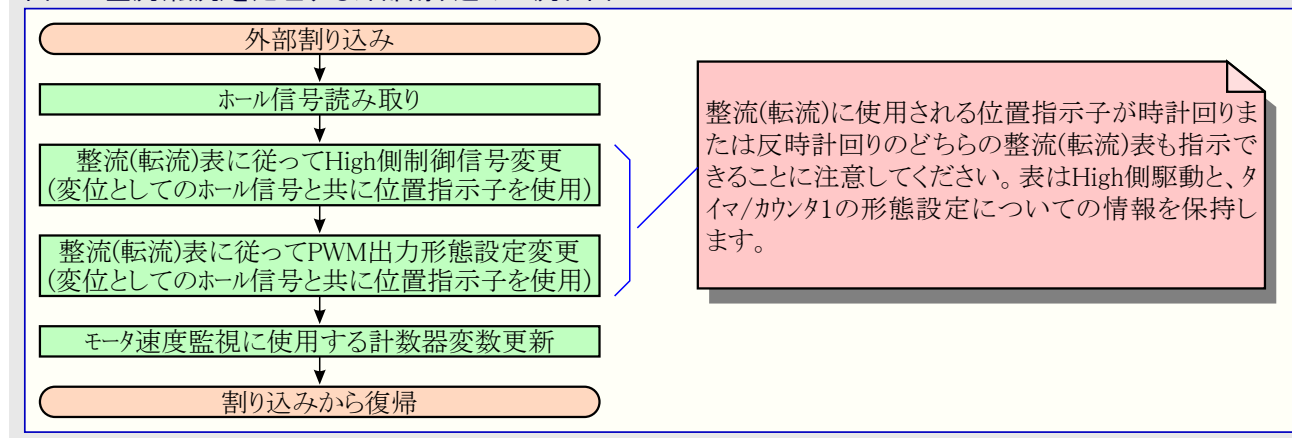 外部割り込み
ホール信号読み取り
整流(転流)表に従ってHigh側制御信号変更
(変位としてのホール信号と共に位置指示子を使用)
整流(転流)表に従ってPWM出力形態設定変更
(変位としてのホール信号と共に位置指示子を使用)
モータ速度監視に使用する計数器変数更新
割り込みから復帰
整流(転流)に使用される位置指示子が時計回りま
たは反時計回りのどちらの整流(転流)表も指示で
きることに注意してください。表はHigh側駆動と、タ
イマ/カウンタ1の形態設定についての情報を保持し
ます。